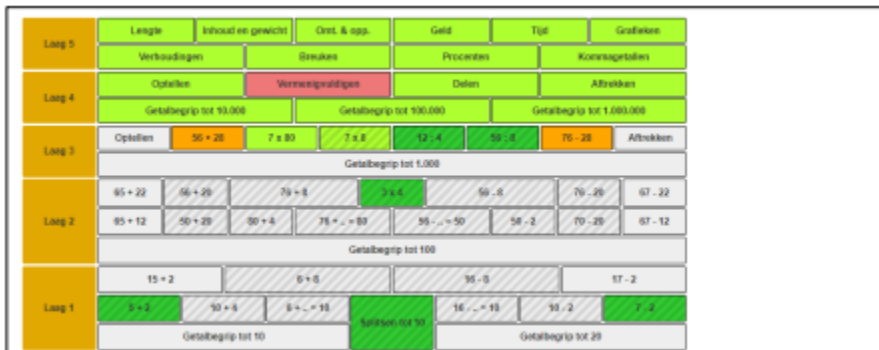 Laag 5
Lengte Inhoud en gewicht Omt. & opp. Geld Tijd Grafieken
Verhoudingen Breuken Procenten Kommagetallen
Laag 4
Optellen Vermenigvuldigen Delen Aftrekken
Getalbegrip tot 10.000 Getalbegrip tot 100.000 Getalbegrip tot 1.000.000
Laag 3
Optellen 56 + 28 7 x 80 7 x 8 12 : 4 56 : 8 76 - 28 Aftrekken
Getalbegrip tot 1.000
Laag 2
65 + 22 56 + 20 76 + 8 3 x 4 56 - 8 76 - 20 67 - 22
65 + 12 50 + 20 80 + 4 76 + .. = 80 56 - .. = 50 50 - 2 70 - 20 67 - 12
Getalbegrip tot 100
Laag 1
15 + 2 6 + 8 16 - 8 17 - 2
5 + 2 10 + 4 6 + .. = 10 Splitsen tot 10 16 - .. = 10 10 - 2 7 - 2
Getalbegrip tot 10 Getalbegrip tot 20